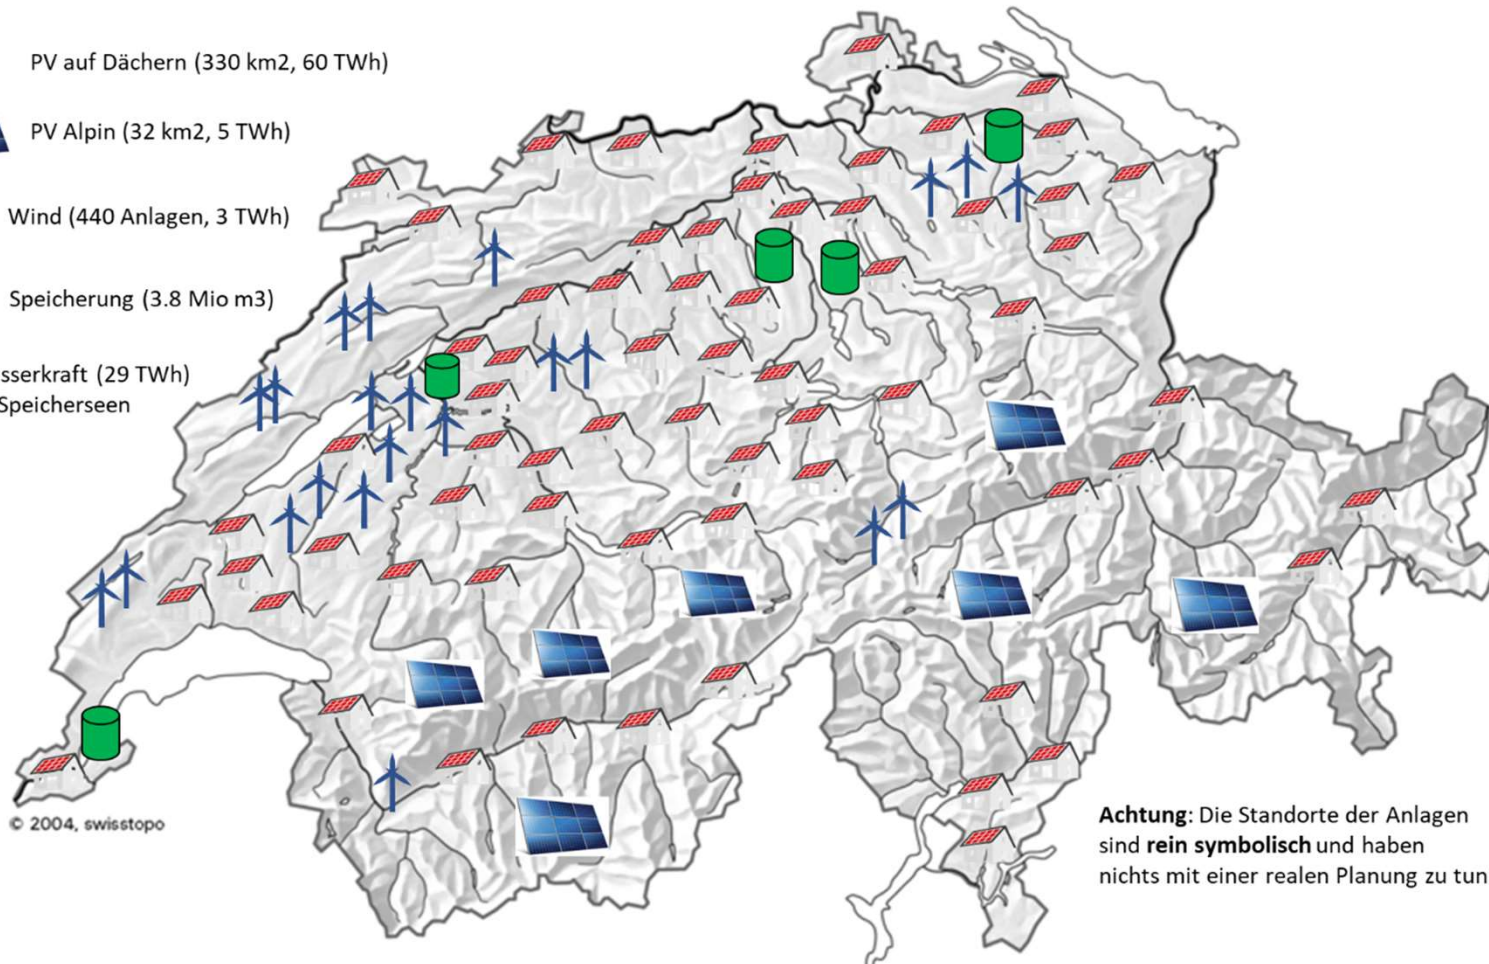 PV auf Dächern (330 km2, 60 TWh)
PV Alpin (32 km2, 5 TWh)
Wind (440 Anlagen, 3 TWh)
Speicherung (3.8 Mio m3)
sserkraft (29 TWh)
Speicherseen
© 2004, swisstopo
Achtung: Die Standorte der Anlagen
sind rein symbolisch und haben
nichts mit einer realen Planung zu tun